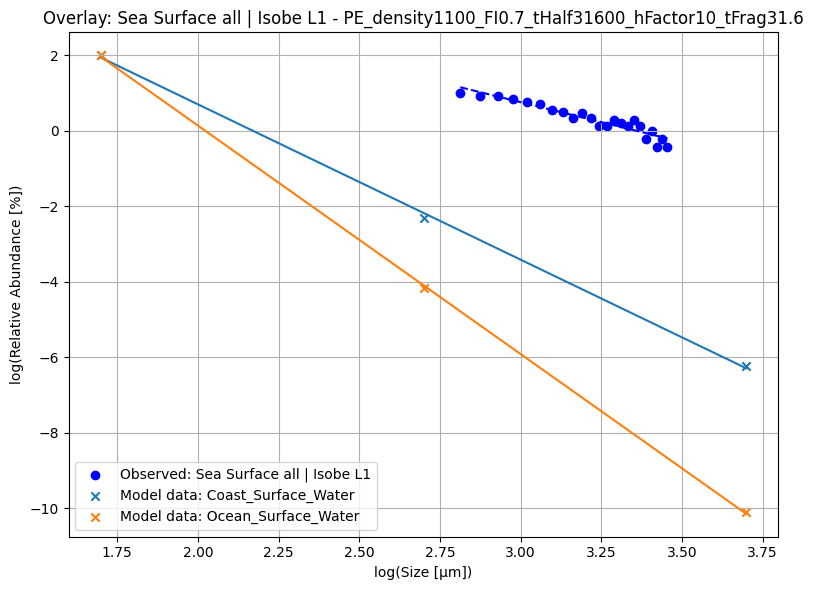 Overlay: Sea Surface all | Isobe L1 - PE_density1100_FI0.7_tHalf31600_hFactor10_tFrag31.6
log(Relative Abundance [%])
2
0
−2
−4
−6
−8
−10
Observed: Sea Surface all | Isobe L1
Model data: Coast_Surface_Water
Model data: Ocean_Surface_Water
1.75 2.00 2.25 2.50 2.75 3.00 3.25 3.50 3.75
log(Size [µm])